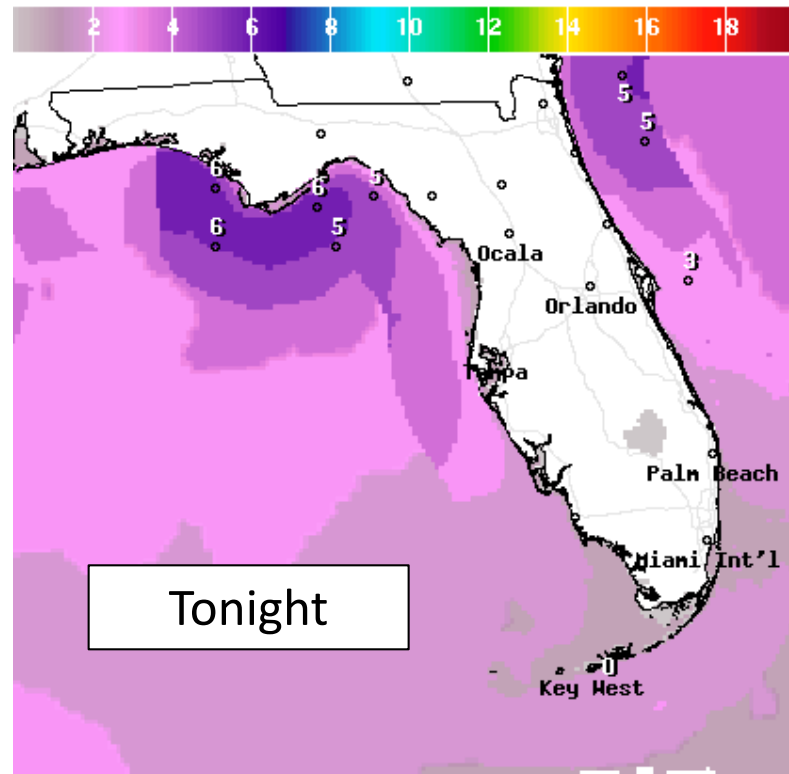 2 4 6 8 10 12 14 16 18
5
5
6
6 5
6 5
3
Ocala
Orlando
Tampa
Palm Beach
Miami Int'l
Tonight
0
Key West